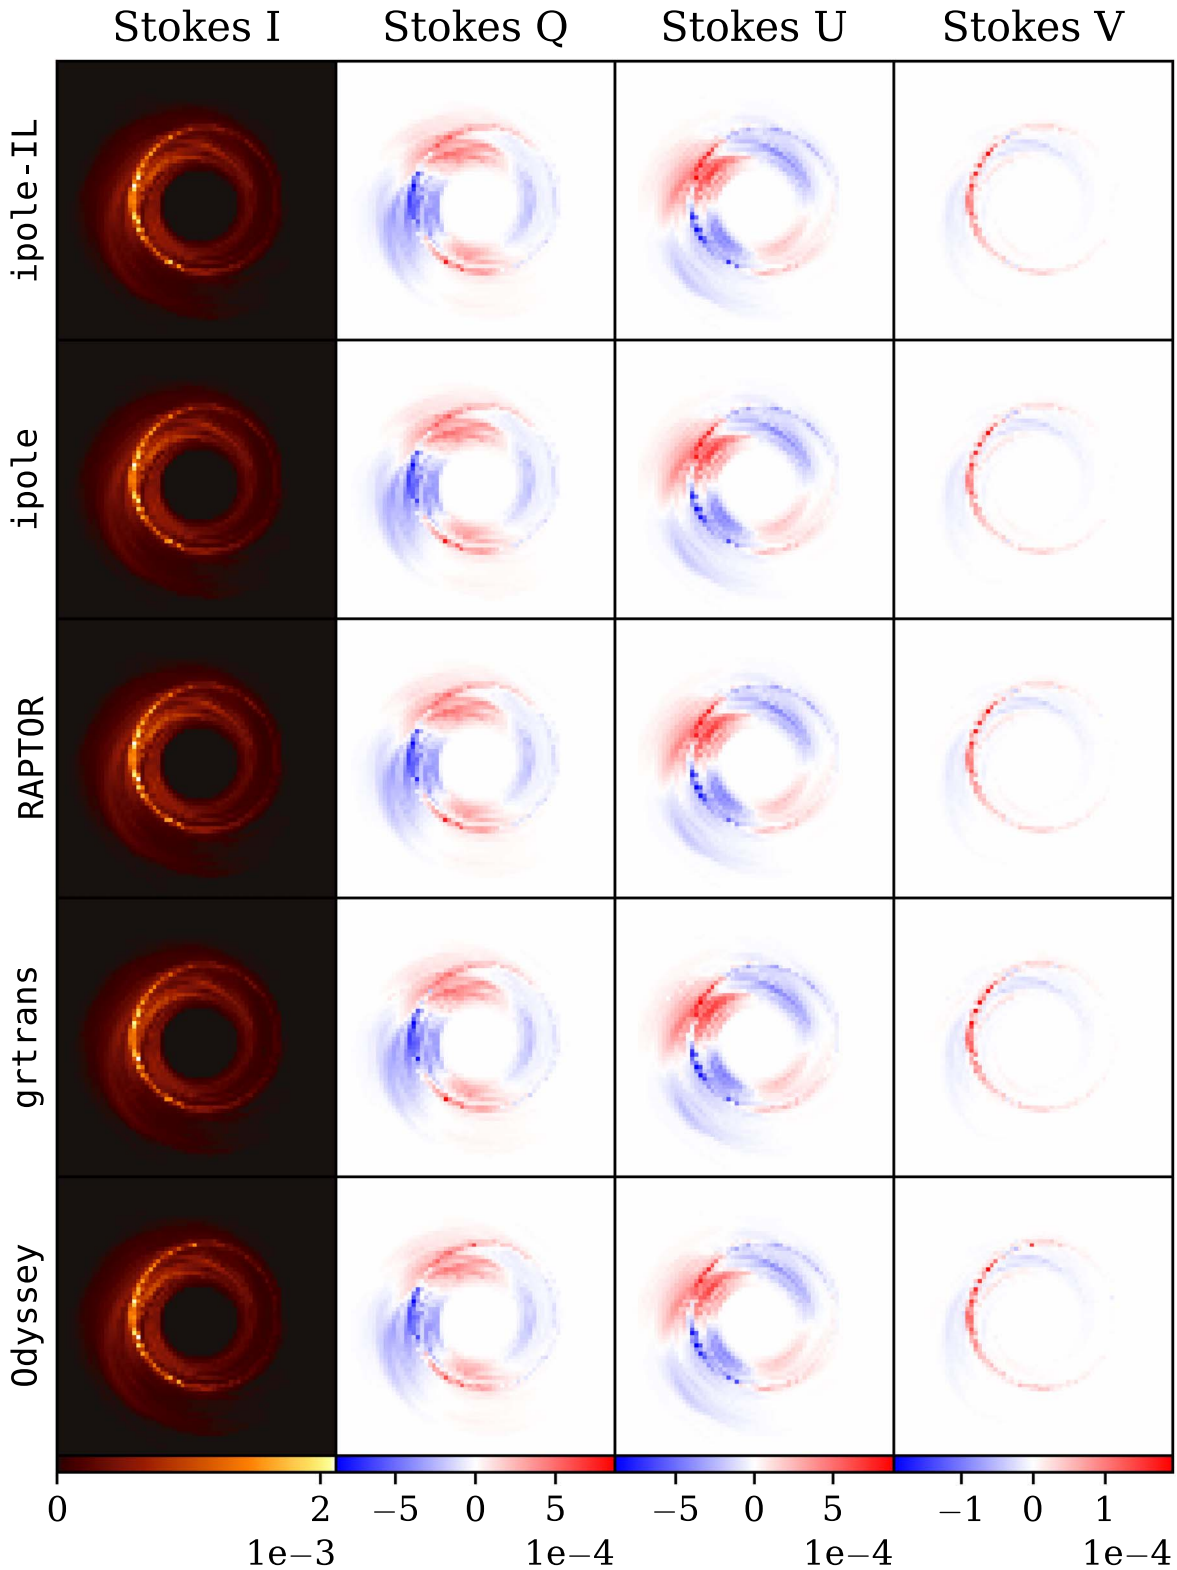 Stokes I Stokes Q Stokes U Stokes V
ipole-IL
ipole
RAPTOR
grtrans
Odyssey
0 2 −5 0 5 −5 0 5 −1 0 1
1e−3 1e−4 1e−4 1e−4